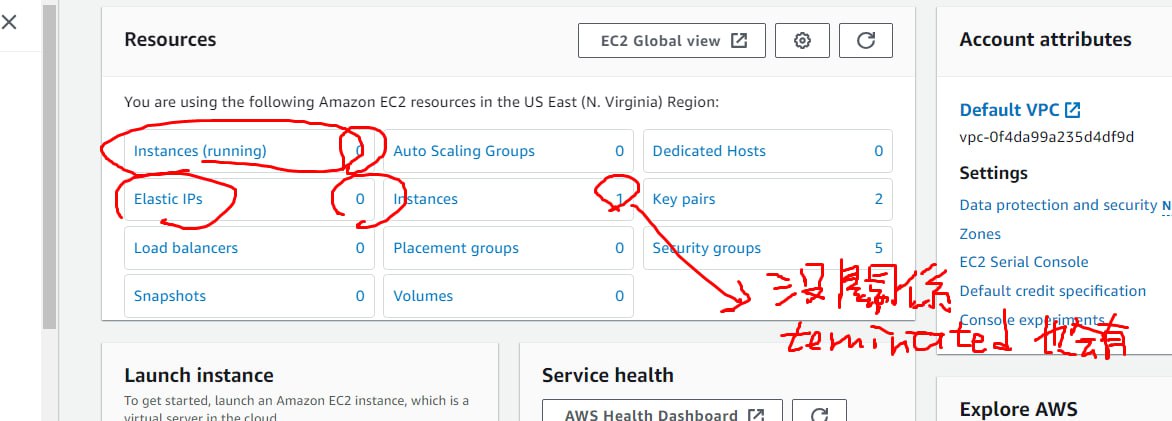 Resources
EC2 Global view
Account attributes
You are using the following Amazon EC2 resources in the US East (N. Virginia) Region:
Default VPC
vpc-0f4da99a235d4df9d
Instances (running) 0 Auto Scaling Groups 0 Dedicated Hosts 0
Settings
Elastic IPs 0 Instances 1 Key pairs 2
Data protection and security N
Zones
Load balancers 0 Placement groups 0 Security groups 5
EC2 Serial Console
沒關係
Default credit specification
Snapshots 0 Volumes 0
Console experiments
teminated 也會有
Launch instance
Service health
To get started, launch an Amazon EC2 instance, which is a
virtual server in the cloud.
AWS Health Dashboard
Explore AWS